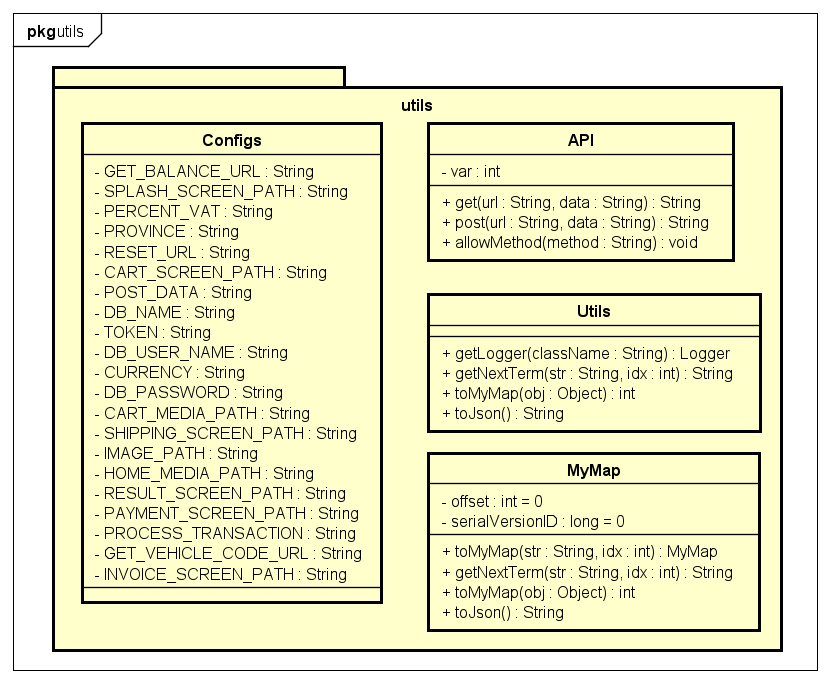 pkg utils
utils
Configs
- GET_BALANCE_URL : String
- SPLASH_SCREEN_PATH : String
- PERCENT_VAT : String
- PROVINCE : String
- RESET_URL : String
- CART_SCREEN_PATH : String
- POST_DATA : String
- DB_NAME : String
- TOKEN : String
- DB_USER_NAME : String
- CURRENCY : String
- DB_PASSWORD : String
- CART_MEDIA_PATH : String
- SHIPPING_SCREEN_PATH : String
- IMAGE_PATH : String
- HOME_MEDIA_PATH : String
- RESULT_SCREEN_PATH : String
- PAYMENT_SCREEN_PATH : String
- PROCESS_TRANSACTION : String
- GET_VEHICLE_CODE_URL : String
- INVOICE_SCREEN_PATH : String
API
- var : int
+ get(url : String, data : String) : String
+ post(url : String, data : String) : String
+ allowMethod(method : String) : void
Utils
+ getLogger(className : String) : Logger
+ getNextTerm(str : String, idx : int) : String
+ toMyMap(obj : Object) : int
+ toJson() : String
MyMap
- offset : int = 0
- serialVersionID : long = 0
+ toMyMap(str : String, idx : int) : MyMap
+ getNextTerm(str : String, idx : int) : String
+ toMyMap(obj : Object) : int
+ toJson() : String